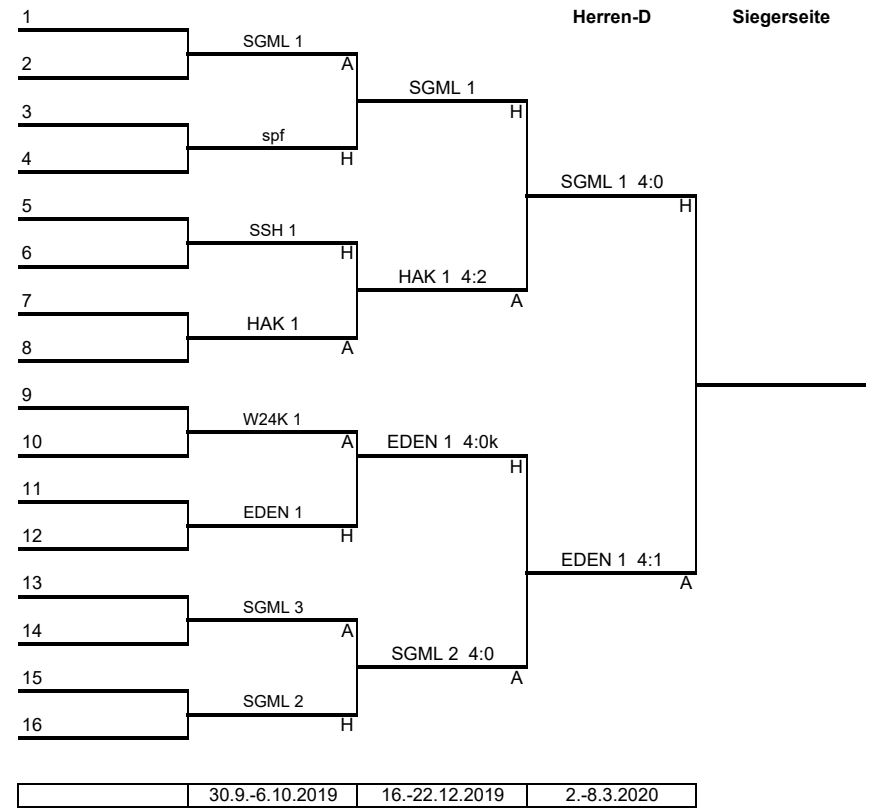 1 Herren-D Siegerseite
SGML 1
2 A
SGML 1
3 H
spf
4 H
SGML 1 4:0
5 H
SSH 1
6 H
HAK 1 4:2
7 A
HAK 1
8 A
9
W24K 1
10 A EDEN 1 4:0k
H
11
EDEN 1
12 H
EDEN 1 4:1
13 A
SGML 3
14 A
SGML 2 4:0
15 A
SGML 2
16 H
30.9.-6.10.2019 16.-22.12.2019 2.-8.3.2020